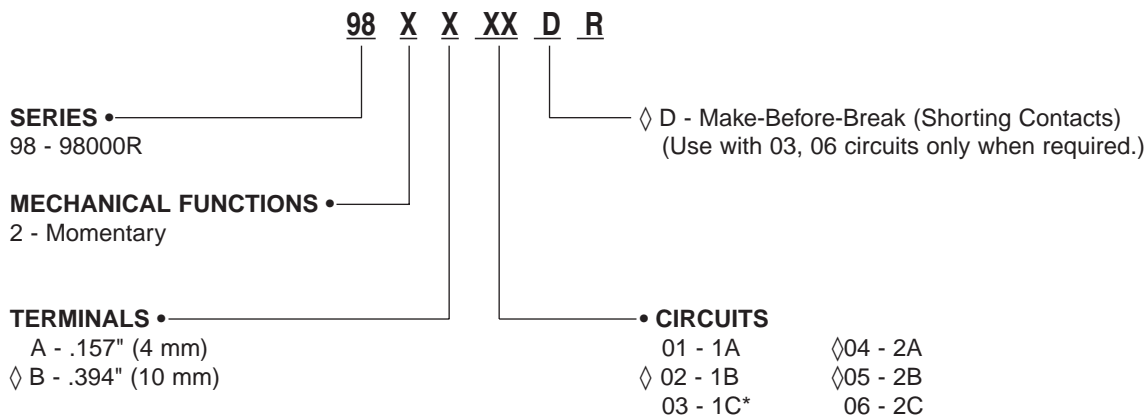 98 X X XX D R
SERIES •
98 - 98000R
◊ D - Make-Before-Break (Shorting Contacts)
(Use with 03, 06 circuits only when required.)
MECHANICAL FUNCTIONS •
2 - Momentary
TERMINALS •
A - .157" (4 mm)
◊ B - .394" (10 mm)
• CIRCUITS
01 - 1A ◊04 - 2A
◊ 02 - 1B ◊05 - 2B
03 - 1C* 06 - 2C